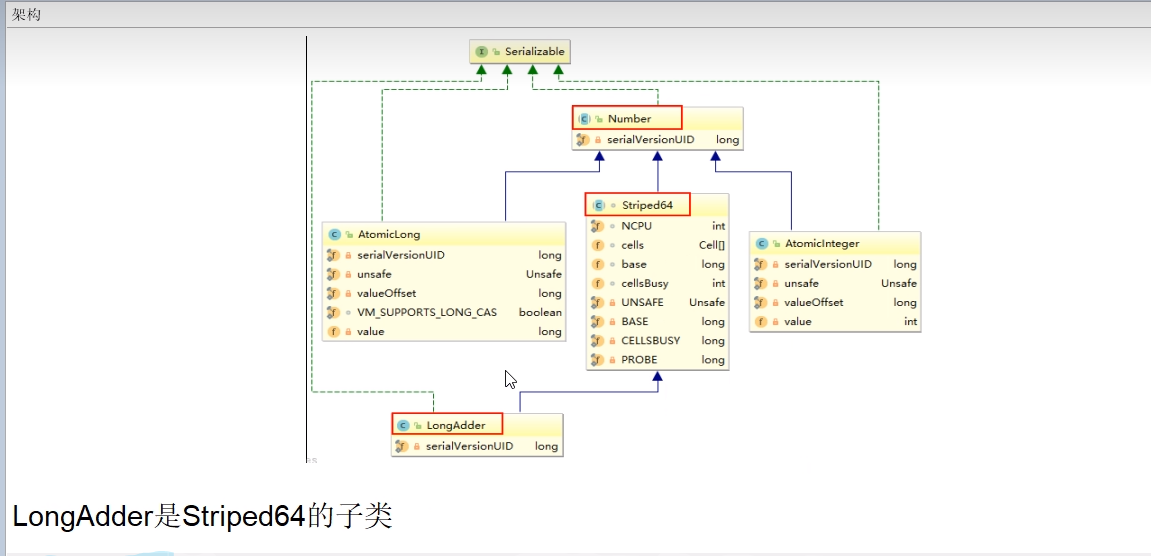 架构
Serializable
Number
serialVersionUID long
AtomicLong
serialVersionUID long
unsafe Unsafe
valueOffset long
VM_SUPPORTS_LONG_CAS boolean
value long
Striped64
NCPU int
cells Cell[]
base long
cellsBusy int
UNSAFE Unsafe
BASE long
CELLSBUSY long
PROBE long
AtomicInteger
serialVersionUID long
unsafe Unsafe
valueOffset long
value int
LongAdder
serialVersionUID long
LongAdder是Striped64的子类